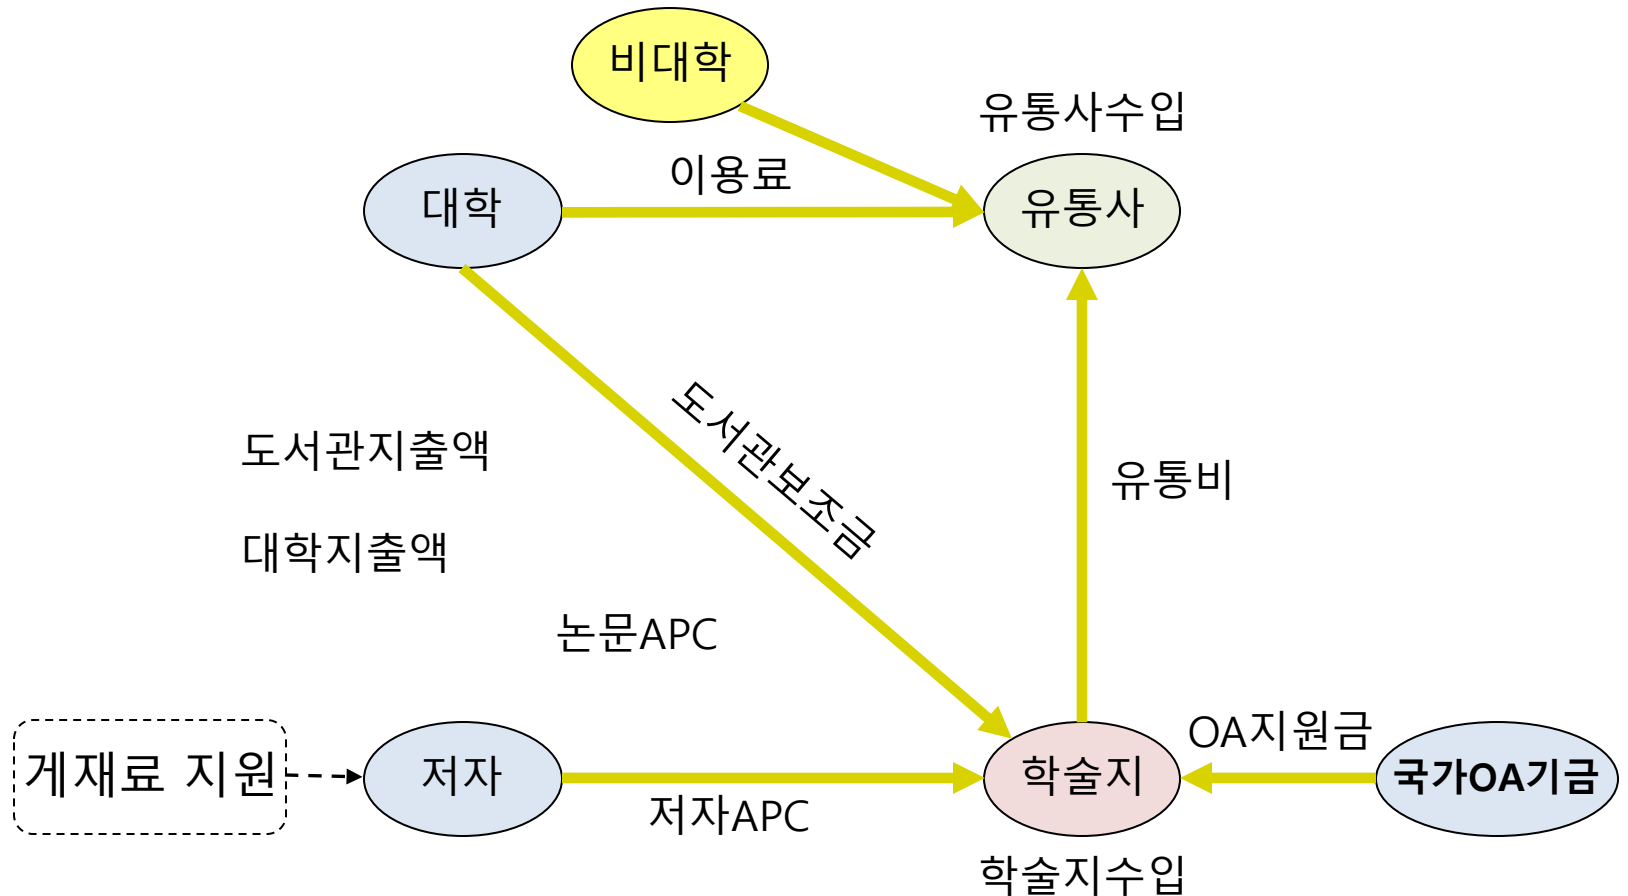 비대학
유통사수입
이용료
대학
유통사
도서관보조금
도서관지출액
유통비
대학지출액
논문APC
OA지원금
게재료 지원
저자
학술지
국가OA기금
저자APC
학술지수입